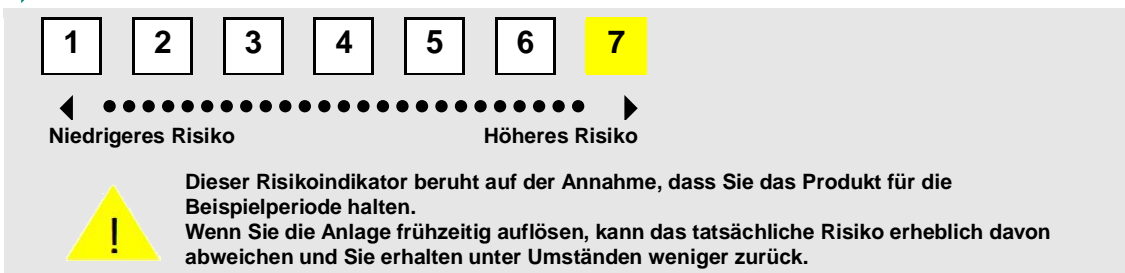 1 2 3 4 5 6 7
Niedrigeres Risiko Höheres Risiko
Dieser Risikoindikator beruht auf der Annahme, dass Sie das Produkt für die
Beispielperiode halten.
Wenn Sie die Anlage frühzeitig auflösen, kann das tatsächliche Risiko erheblich davon
abweichen und Sie erhalten unter Umständen weniger zurück.
!